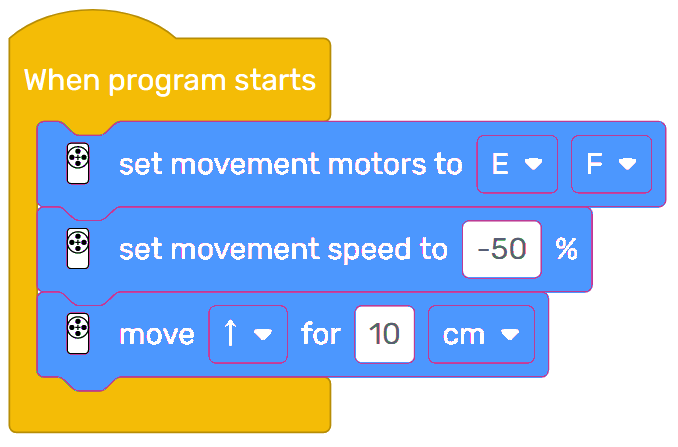 When program starts
set movement motors to E F
set movement speed to -50 %
move ↑ for 10 cm